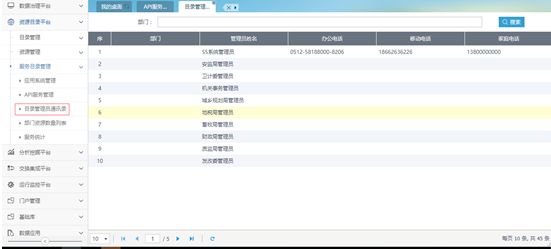 数据治理平台
我的桌面
API服务...
目录管理...
资源目录平台
部门：
搜索
目录管理
序 部门 管理员姓名 办公电话 移动电话 家庭电话
资源管理
1 SS系统管理员 0512-58188000-8206 18662636226 13800000000
服务目录管理
2 安监局管理员
应用系统管理
3 卫计委管理员
API服务管理
4 机关事务管理员
目录管理员通讯录
5 城乡规划局管理员
6 地税局管理员
部门资源数量列表
7 畜牧局管理员
服务统计
8 财政局管理员
分析挖掘平台
9 质监局管理员
10 发改委管理员
交换集成平台
运行监控平台
门户管理
基础库
数据应用
10 1 / 5 每页 10 条, 共 45 条